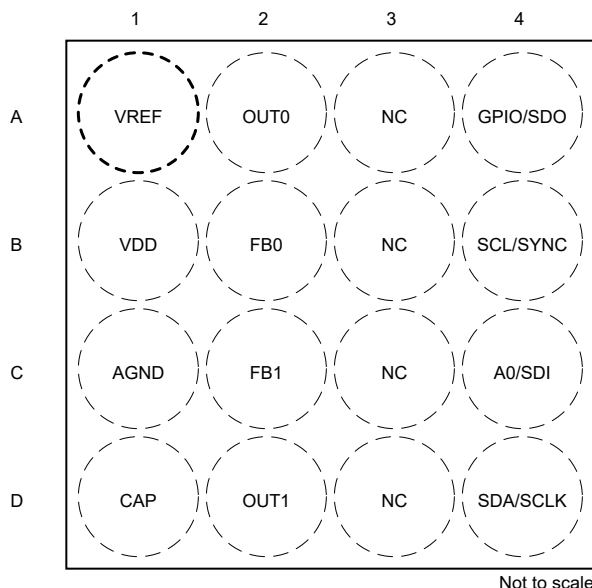 1 2 3 4
A VREF OUT0 NC GPIO/SDO
B VDD FB0 NC SCL/SYNC
C AGND FB1 NC A0/SDI
D CAP OUT1 NC SDA/SCLK
Not to scale